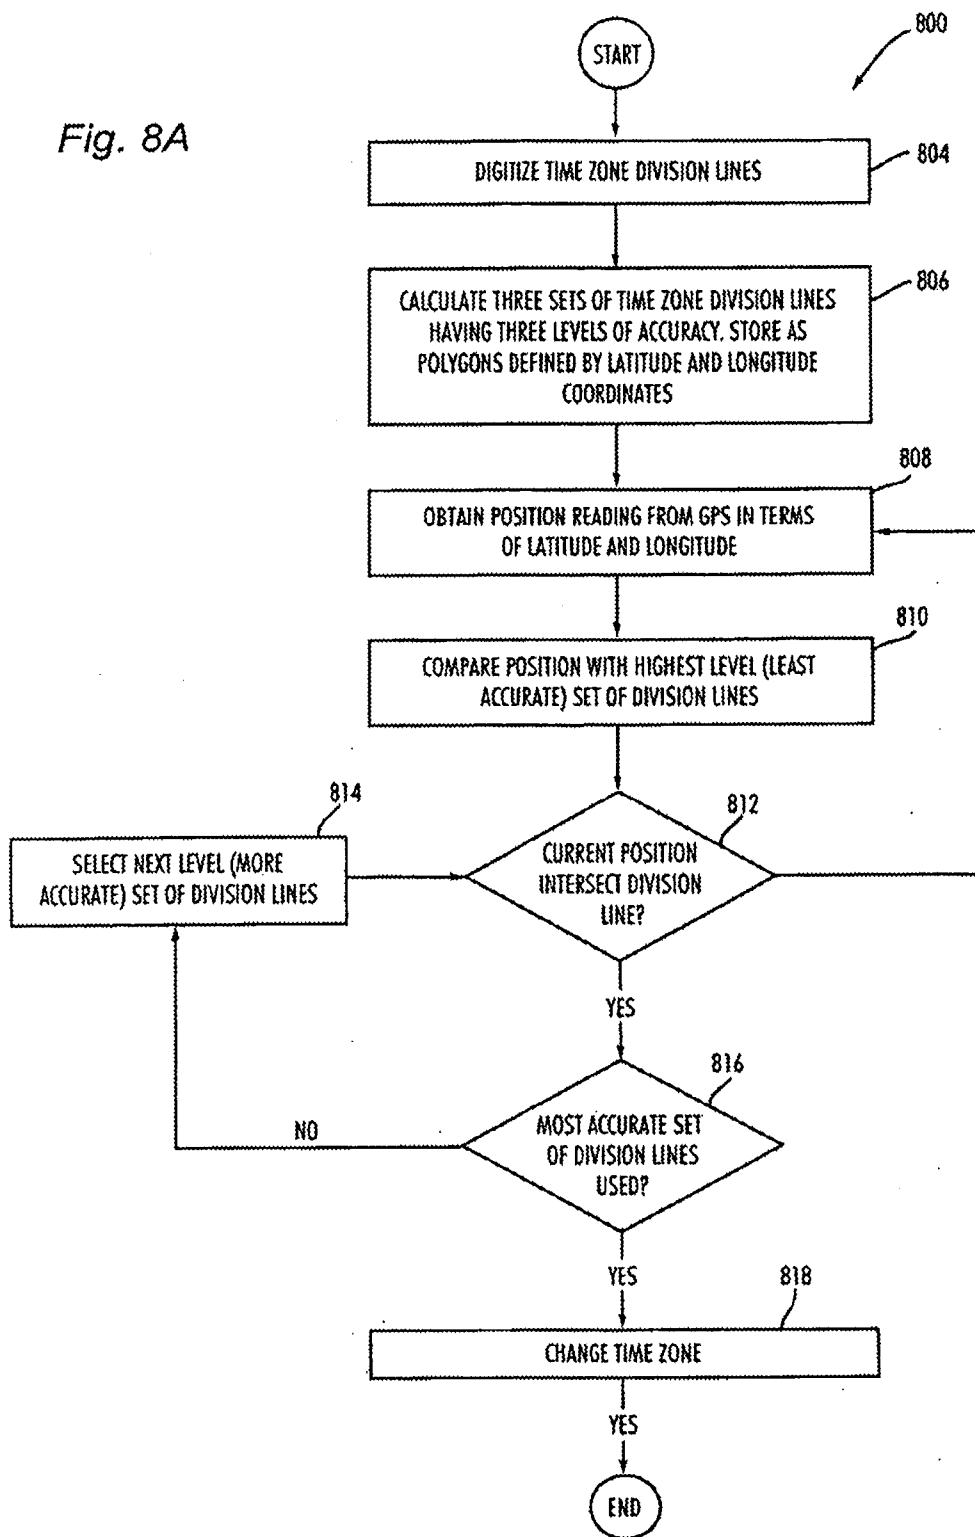 Fig. 8A
800
START
DIGITIZE TIME ZONE DIVISION LINES
804
CALCULATE THREE SETS OF TIME ZONE DIVISION LINES
HAVING THREE LEVELS OF ACCURACY. STORE AS
POLYGONS DEFINED BY LATITUDE AND LONGITUDE
COORDINATES
806
808
OBTAIN POSITION READING FROM GPS IN TERMS
OF LATITUDE AND LONGITUDE
810
COMPARE POSITION WITH HIGHEST LEVEL (LEAST
ACCURATE) SET OF DIVISION LINES
814
SELECT NEXT LEVEL (MORE
ACCURATE) SET OF DIVISION LINES
812
CURRENT POSITION
INTERSECT DIVISION
LINE?
YES
816
MOST ACCURATE SET
OF DIVISION LINES
USED?
NO
YES
818
CHANGE TIME ZONE
YES
END